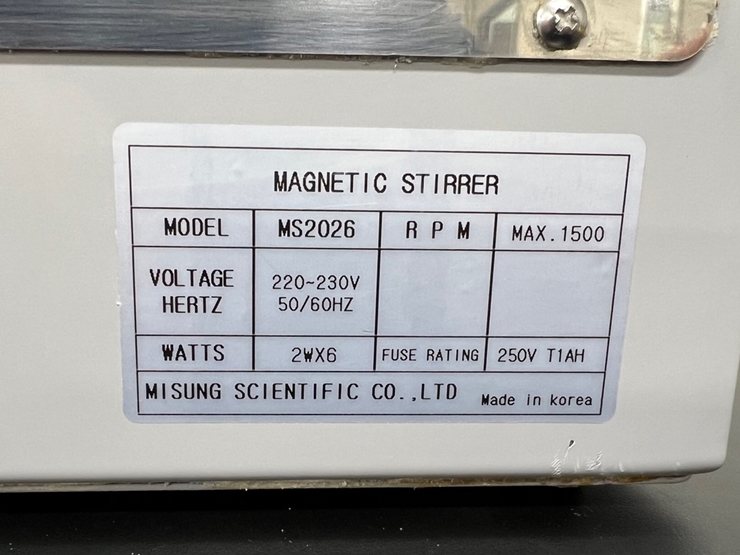 MAGNETIC STIRRER
MODEL MS2026 R P M MAX.1500
VOLTAGE HERTZ 220~230V 50/60HZ
WATTS 2WX6 FUSE RATING 250V T1AH
MISUNG SCIENTIFIC CO.,LTD Made in korea